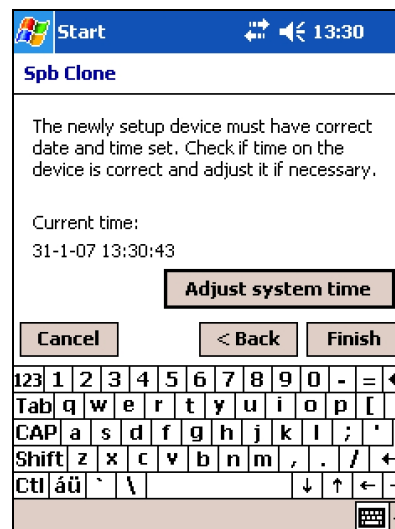 Start 13:30
Spb Clone
The newly setup device must have correct
date and time set. Check if time on the
device is correct and adjust it if necessary.
Current time:
31-1-07 13:30:43
Adjust system time
Cancel < Back Finish
123 1 2 3 4 5 6 7 8 9 0 - =
Tab q w e r t y u i o p [
CAP a s d f g h j k l ; '
Shift z x c v b n m , . / ←
Ctl áü ` \ ↓ ↑ ←